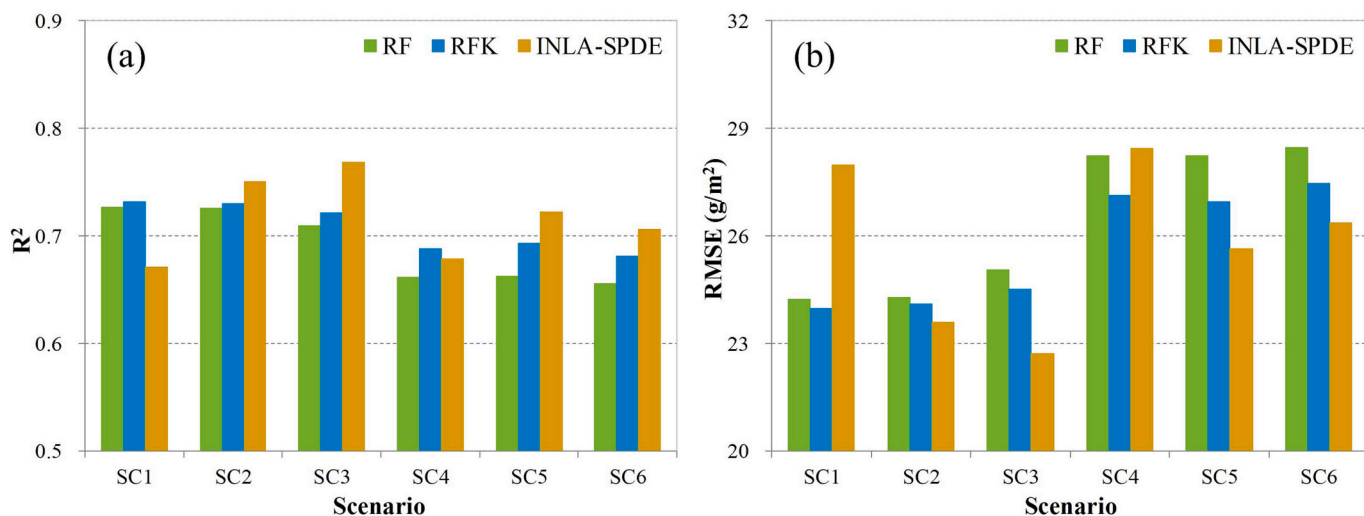 (a)
RF RFK INLA-SPDE
0.9
0.8
0.7
0.6
0.5
R²
SC1 SC2 SC3 SC4 SC5 SC6
Scenario
(b)
RF RFK INLA-SPDE
32
29
26
23
20
RMSE (g/m²)
SC1 SC2 SC3 SC4 SC5 SC6
Scenario